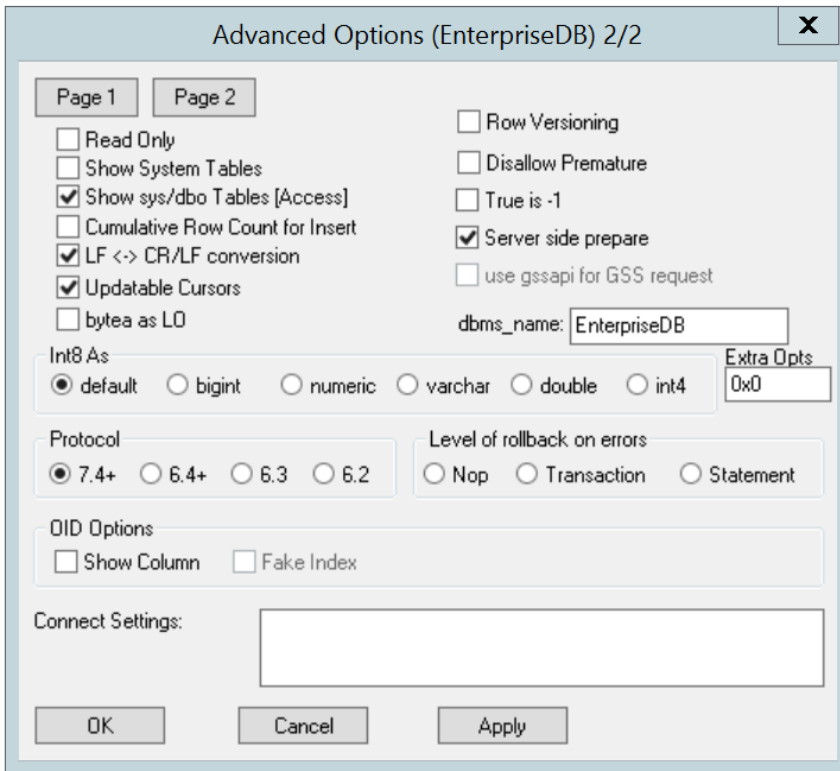 Advanced Options (EnterpriseDB) 2/2
X
Page 1
Page 2
Read Only
Show System Tables
Show sys/dbo Tables [Access]
Cumulative Row Count for Insert
LF <-> CR/LF conversion
Updatable Cursors
bytea as LO
Row Versioning
Disallow Premature
True is -1
Server side prepare
use gssapi for GSS request
dbms_name: EnterpriseDB
Int8 As
default bigint numeric varchar double int4
Extra Opts
0x0
Protocol
7.4+ 6.4+ 6.3 6.2
Level of rollback on errors
Nop Transaction Statement
OID Options
Show Column Fake Index
Connect Settings:
OK Cancel Apply